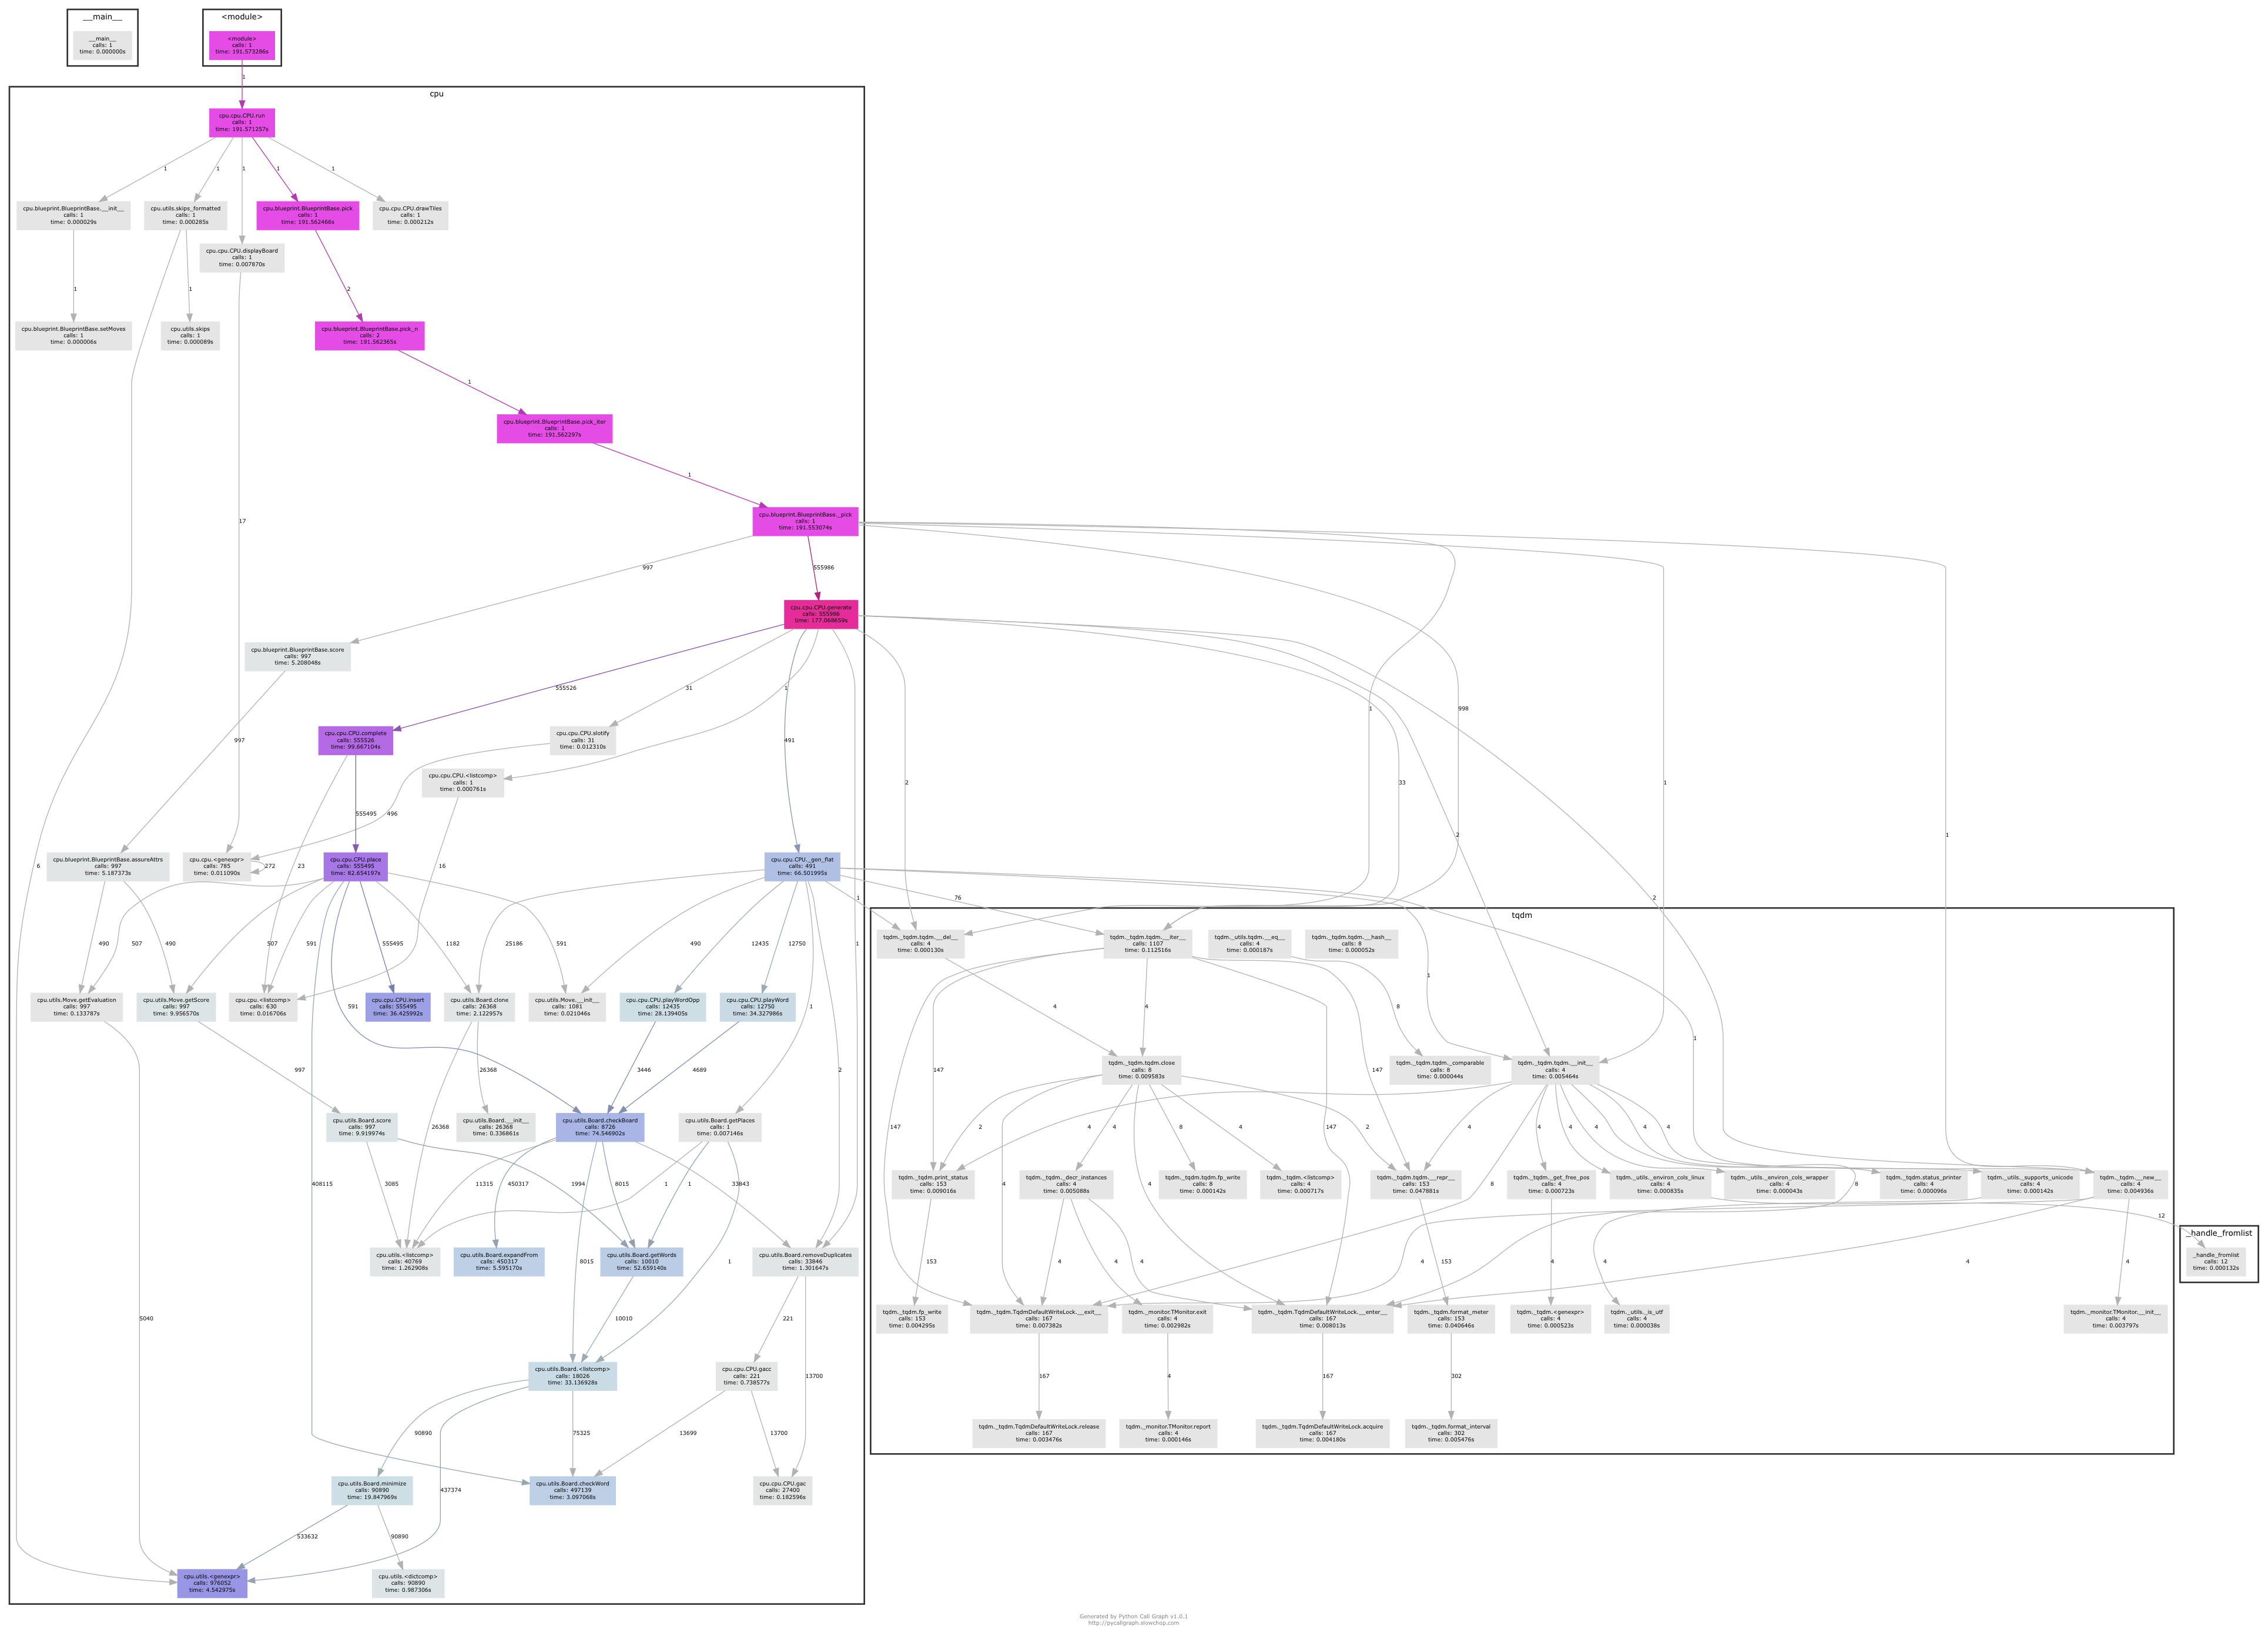 __main__
<module>
__main__
calls: 1
time: 0.000000s
<module>
calls: 1
time: 191.573286s
1
cpu
cpu.cpu.CPU.run
calls: 1
time: 191.571257s
1
1
1
1
1
cpu.blueprint.BlueprintBase.__init__
calls: 1
time: 0.000029s
cpu.utils.skips_formatted
calls: 1
time: 0.000285s
cpu.blueprint.BlueprintBase.pick
calls: 1
time: 191.562466s
cpu.cpu.CPU.drawTiles
calls: 1
time: 0.000212s
cpu.cpu.CPU.displayBoard
calls: 1
time: 0.007870s
1
1
2
cpu.blueprint.BlueprintBase.setMoves
calls: 1
time: 0.000006s
cpu.utils.skips
calls: 1
time: 0.000089s
cpu.blueprint.BlueprintBase.pick_n
calls: 2
time: 191.562365s
1
cpu.blueprint.BlueprintBase.pick_iter
calls: 1
time: 191.562297s
1
17
cpu.blueprint.BlueprintBase._pick
calls: 1
time: 191.553074s
997
555986
cpu.cpu.CPU.generate
calls: 555986
time: 177.068659s
cpu.blueprint.BlueprintBase.score
calls: 997
time: 5.208048s
555526
31
1
1
998
997
491
2
33
1
2
1
cpu.cpu.CPU.complete
calls: 555526
time: 99.667104s
cpu.cpu.CPU.slotify
calls: 31
time: 0.012310s
cpu.cpu.CPU.<listcomp>
calls: 1
time: 0.000761s
555495
496
6
cpu.blueprint.BlueprintBase.assureAttrs
calls: 997
time: 5.187373s
cpu.cpu.<genexpr>
calls: 785
time: 0.011090s
272
23
cpu.cpu.CPU.place
calls: 555495
time: 82.654197s
16
cpu.cpu.CPU._gen_flat
calls: 491
time: 66.501995s
1
76
2
490
490
507
507
591
555495
1182
25186
591
490
12435
12750
1
1
tqdm
tqdm._tqdm.tqdm.__del__
calls: 4
time: 0.000130s
tqdm._tqdm.tqdm.__iter__
calls: 1107
time: 0.112516s
tqdm._utils.tqdm.__eq__
calls: 4
time: 0.000187s
tqdm._tqdm.tqdm.__hash__
calls: 8
time: 0.000052s
1
cpu.utils.Move.getEvaluation
calls: 997
time: 0.133787s
cpu.utils.Move.getScore
calls: 997
time: 9.956570s
cpu.cpu.<listcomp>
calls: 630
time: 0.016706s
cpu.cpu.CPU.insert
calls: 555495
time: 36.425992s
cpu.utils.Board.clone
calls: 26368
time: 2.122957s
cpu.utils.Move.__init__
calls: 1081
time: 0.021046s
cpu.cpu.CPU.playWordOpp
calls: 12435
time: 28.139405s
cpu.cpu.CPU.playWord
calls: 12750
time: 34.327986s
591
4
4
8
1
997
26368
3446
4689
2
147
147
tqdm._tqdm.tqdm.close
calls: 8
time: 0.009583s
tqdm._tqdm.tqdm._comparable
calls: 8
time: 0.000044s
tqdm._tqdm.tqdm.__init__
calls: 4
time: 0.005464s
cpu.utils.Board.score
calls: 997
time: 9.919974s
26368
cpu.utils.Board.__init__
calls: 26368
time: 0.336861s
cpu.utils.Board.checkBoard
calls: 8726
time: 74.546902s
cpu.utils.Board.getPlaces
calls: 1
time: 0.007146s
147
2
4
4
8
4
147
2
4
4
4
4
4
4
408115
3085
11315
450317
1994
8015
1
1
33843
tqdm._tqdm.print_status
calls: 153
time: 0.009016s
4
tqdm._tqdm._decr_instances
calls: 4
time: 0.005088s
4
tqdm._tqdm.tqdm.fp_write
calls: 8
time: 0.000142s
tqdm._tqdm.<listcomp>
calls: 4
time: 0.000717s
tqdm._tqdm.tqdm.__repr__
calls: 153
time: 0.047881s
8
tqdm._tqdm._get_free_pos
calls: 4
time: 0.000723s
tqdm._utils._environ_cols_linux
calls: 4
time: 0.000835s
tqdm._utils._environ_cols_wrapper
calls: 4
time: 0.000043s
8
tqdm._tqdm.status_printer
calls: 4
time: 0.000096s
tqdm._utils._supports_unicode
calls: 4
time: 0.000142s
tqdm._tqdm.__new__
calls: 4
time: 0.004936s
12
_handle_fromlist
_handle_fromlist
calls: 12
time: 0.000132s
cpu.utils.<listcomp>
calls: 40769
time: 1.262908s
cpu.utils.Board.expandFrom
calls: 450317
time: 5.595170s
8015
cpu.utils.Board.getWords
calls: 10010
time: 52.659140s
1
cpu.utils.Board.removeDuplicates
calls: 33846
time: 1.301647s
153
4
4
4
153
4
4
4
4
4
5040
10010
221
tqdm._tqdm.fp_write
calls: 153
time: 0.004295s
tqdm._tqdm.TqdmDefaultWriteLock.__exit__
calls: 167
time: 0.007382s
tqdm._monitor.TMonitor.exit
calls: 4
time: 0.002982s
tqdm._tqdm.TqdmDefaultWriteLock.__enter__
calls: 167
time: 0.008013s
tqdm._tqdm.format_meter
calls: 153
time: 0.040646s
tqdm._tqdm.<genexpr>
calls: 4
time: 0.000523s
tqdm._utils._is_utf
calls: 4
time: 0.000038s
tqdm._monitor.TMonitor.__init__
calls: 4
time: 0.003797s
cpu.utils.Board.<listcomp>
calls: 18026
time: 33.136928s
cpu.cpu.CPU.gacc
calls: 221
time: 0.738577s
13700
167
4
167
302
90890
75325
13699
13700
tqdm._tqdm.TqdmDefaultWriteLock.release
calls: 167
time: 0.003476s
tqdm._monitor.TMonitor.report
calls: 4
time: 0.000146s
tqdm._tqdm.TqdmDefaultWriteLock.acquire
calls: 167
time: 0.004180s
tqdm._tqdm.format_interval
calls: 302
time: 0.005476s
cpu.utils.Board.minimize
calls: 90890
time: 19.847969s
437374
cpu.utils.Board.checkWord
calls: 497139
time: 3.097068s
cpu.cpu.CPU.gac
calls: 27400
time: 0.182596s
533632
90890
cpu.utils.<genexpr>
calls: 976052
time: 4.542975s
cpu.utils.<dictcomp>
calls: 90890
time: 0.987306s
Generated by Python Call Graph v1.0.1
http://pycallgraph.slowchop.com